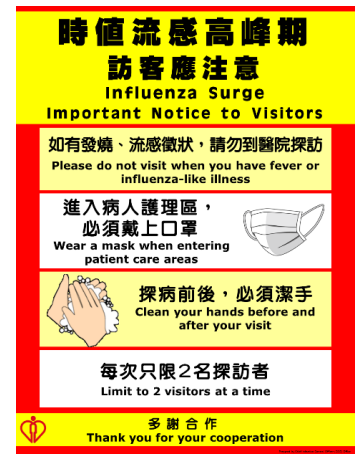 時值流感高峰期
訪客應注意
Influenza Surge
Important Notice to Visitors
如有發燒、流感徵狀，請勿到醫院探訪
Please do not visit when you have fever or
influenza-like illness
進入病人護理區，
必須戴上口罩
Wear a mask when entering
patient care areas
探病前後，必須潔手
Clean your hands before and
after your visit
每次只限2名探訪者
Limit to 2 visitors at a time
多謝合作
Thank you for your cooperation